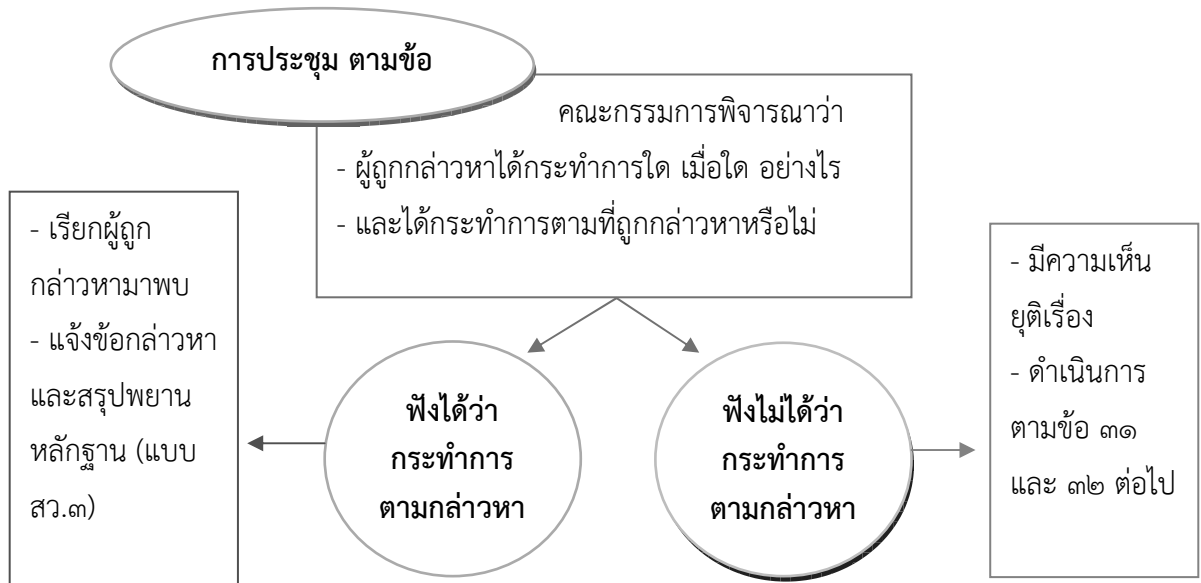 การประชุม ตามข้อ
คณะกรรมการพิจารณาว่า
- ผู้ถูกกล่าวหาได้กระทำการใด เมื่อใด อย่างไร
- และได้กระทำการตามที่ถูกกล่าวหาหรือไม่
- เรียกผู้ถูก
กล่าวหามาพบ
- แจ้งข้อกล่าวหา
และสรุปพยาน
หลักฐาน (แบบ
สว.๓)
ฟังได้ว่า
กระทำการ
ตามกล่าวหา
ฟังไม่ได้ว่า
กระทำการ
ตามกล่าวหา
- มีความเห็น
ยุติเรื่อง
- ดำเนินการ
ตามข้อ ๓๑
และ ๓๒ ต่อไป